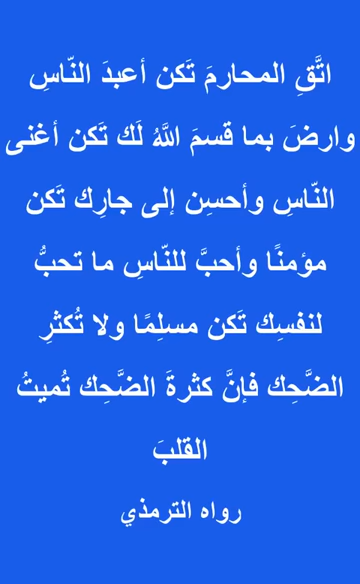 اتَّقِ المحارمَ تَكن أعبدَ النّاسِ
وارضَ بما قسمَ اللَّهُ لَك تَكن أغنى
النّاسِ وأحسِن إلى جارِك تَكن
مؤمنًا وأحبَّ للنّاسِ ما تحبُّ
لنفسِك تَكن مسلِمًا ولا تُكثرِ
الضَّحِك فإنَّ كثرةَ الضَّحِك تُميتُ
القلبَ
رواه الترمذي